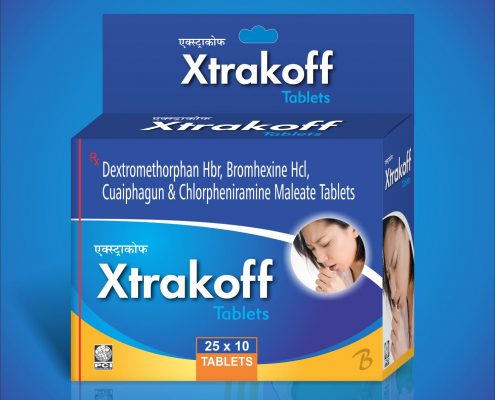 एक्स्ट्राकोफ
Xtrakoff
Tablets
Xtrakoff
Tablets
Rx
Dextromethorphan Hbr, Bromhexine Hcl,
Cuaiphagun & Chlorpheniramine Maleate Tablets
एक्स्ट्राकोफ
Xtrakoff
Tablets
25 x 10
TABLETS
PCI
B